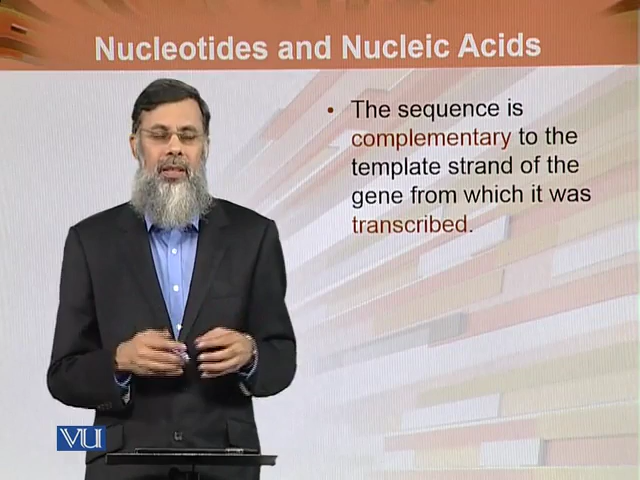 Nucleotides and Nucleic Acids
• The sequence is
complementary to the
template strand of the
gene from which it was
transcribed.
VU